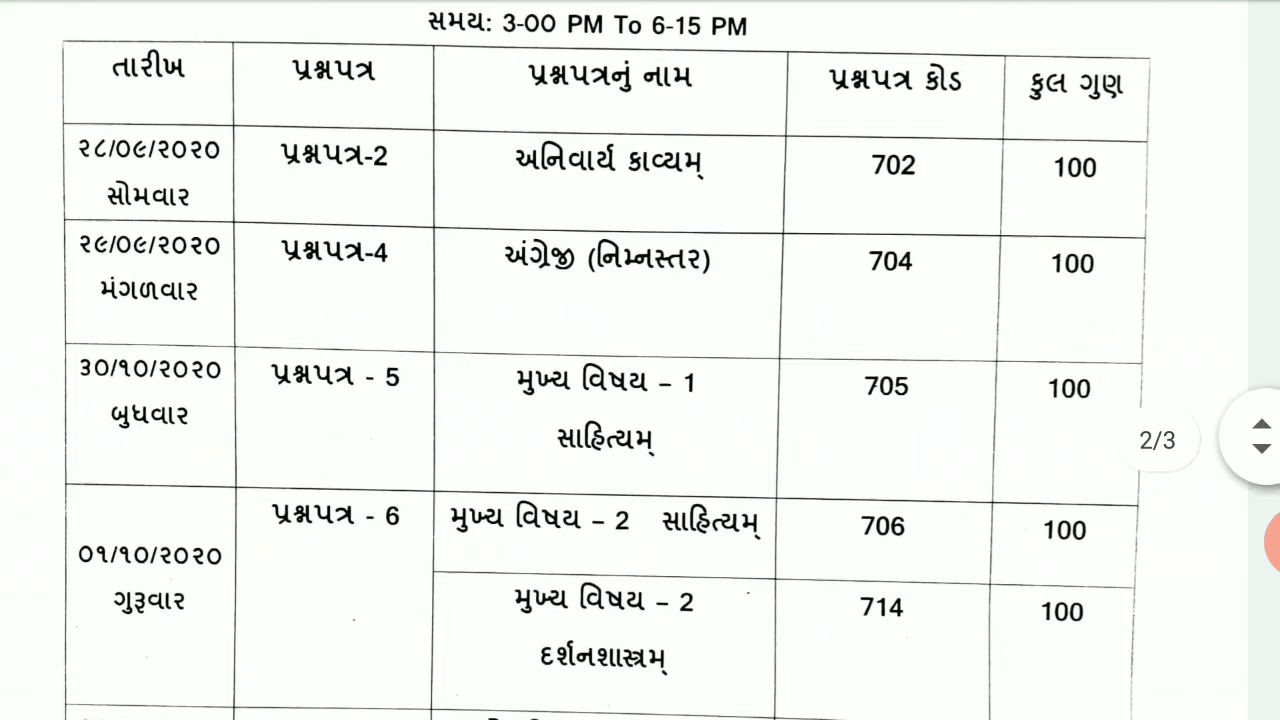 સમય: 3-00 PM To 6-15 PM
તારીખ પ્રશ્નપત્ર પ્રશ્નપત્રનું નામ પ્રશ્નપત્ર કોડ કુલ ગુણ
૨૮/૦૯/૨૦૨૦ પ્રશ્નપત્ર-2 અનિવાર્ય કાવ્યમ્ 702 100
સોમવાર
૨૯/૦૯/૨૦૨૦ પ્રશ્નપત્ર-4 અંગ્રેજી (નિમ્નસ્તર) 704 100
મંગળવાર
૩૦/૧૦/૨૦૨૦ પ્રશ્નપત્ર - 5 મુખ્ય વિષય – 1 705 100
બુધવાર સાહિત્યમ્
પ્રશ્નપત્ર - 6 મુખ્ય વિષય – 2 સાહિત્યમ્ 706 100
૦૧/૧૦/૨૦૨૦
ગુરૂવાર મુખ્ય વિષય – 2 714 100
દર્શનશાસ્ત્રમ્
2/3